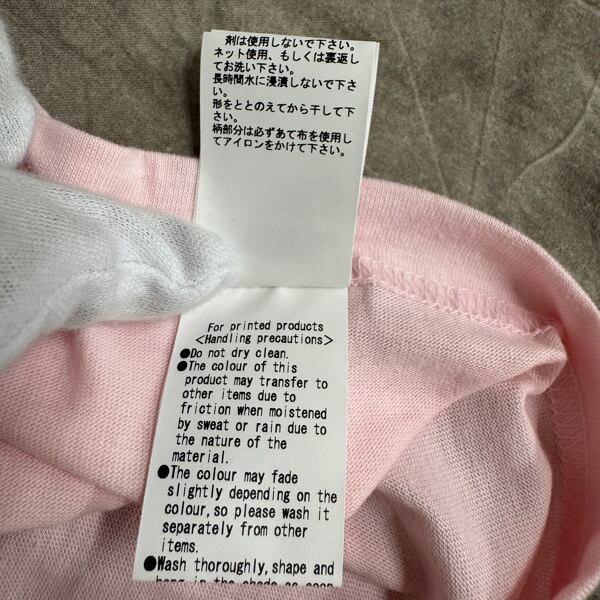 剤は使用しないで下さい。
ネット使用、もしくは裏返し
てお洗い下さい。
長時間水に浸漬しないで下さ
い。
形をととのえてから干して下
さい。
柄部分は必ずあて布を使用し
てアイロンをかけて下さい。
For printed products
<Handling precautions>
●Do not dry clean.
●The colour of this
product may transfer to
other items due to
friction when moistened
by sweat or rain due to
the nature of the
material.
●The colour may fade
slightly depending on the
colour,so please wash it
separately from other
items.
●Wash thoroughly,shape and
hang in the shade as soon